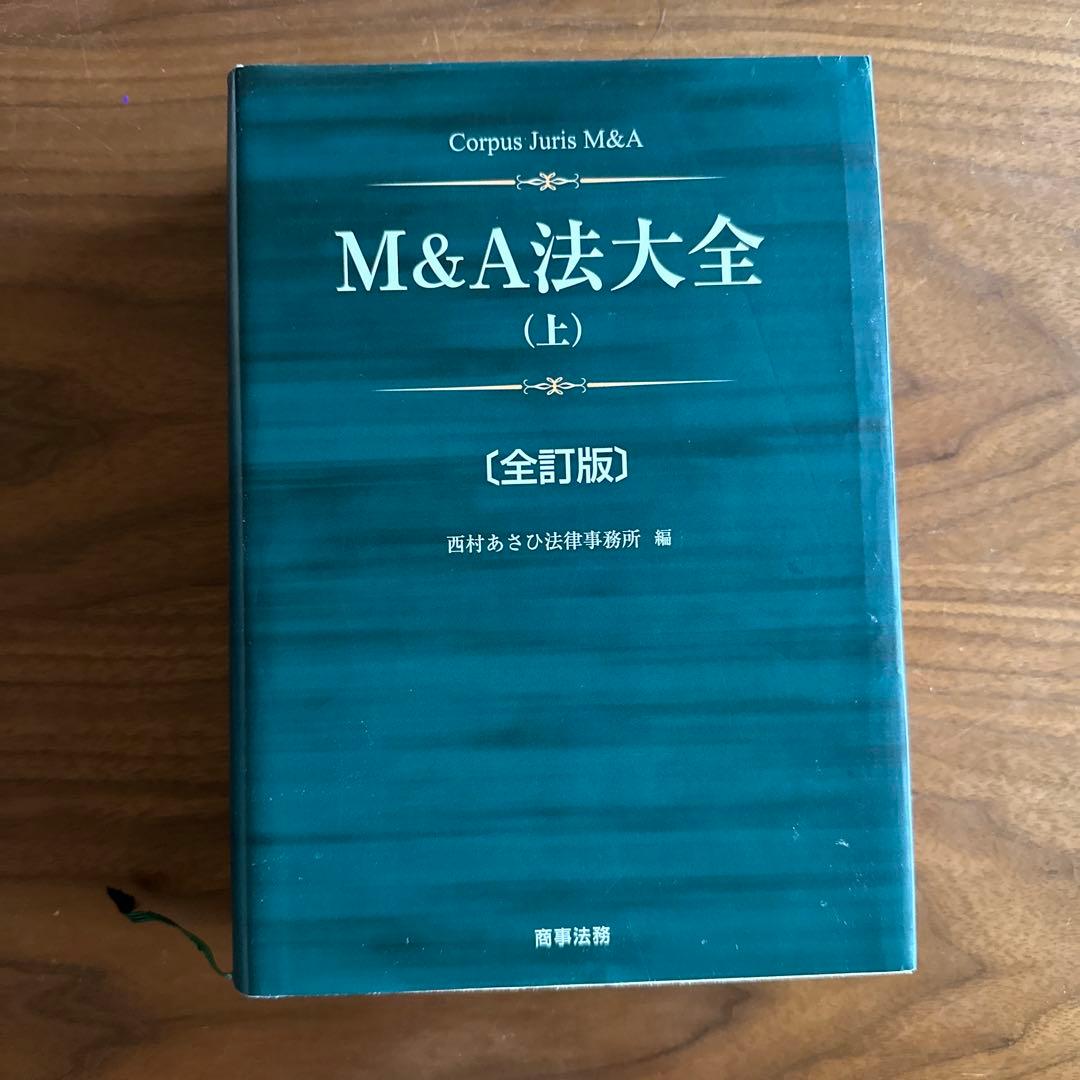 Corpus Juris M&A
M&A法大全
(上)
〔全訂版〕
西村あさひ法律事務所 編
商事法務